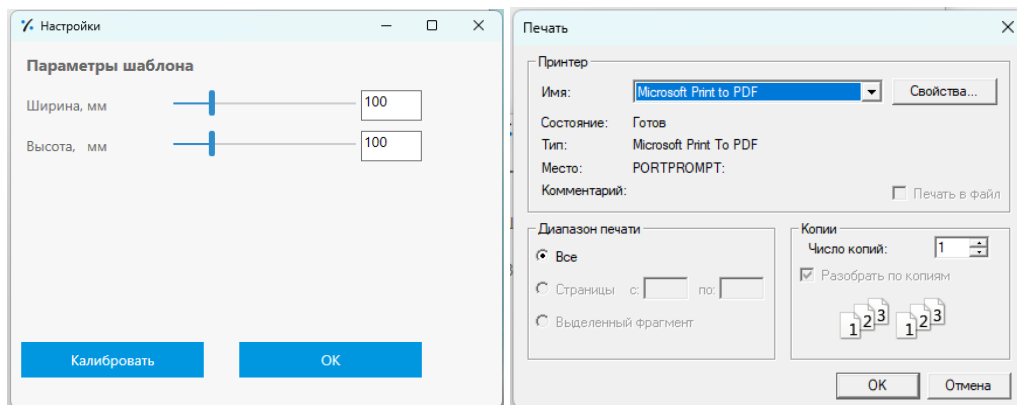 Настройки
Параметры шаблона
Ширина, мм 100
Высота, мм 100
Калибровать OK
Печать
Принтер
Имя: Microsoft Print to PDF Свойства...
Состояние: Готов
Тип: Microsoft Print To PDF
Место: PORTPROMPT:
Комментарий: Печать в файл
Диапазон печати
Все
Страницы с: по:
Выделенный фрагмент
Копии
Число копий: 1
Разобрать по копиям
1 2 3 1 2 3
OK Отмена